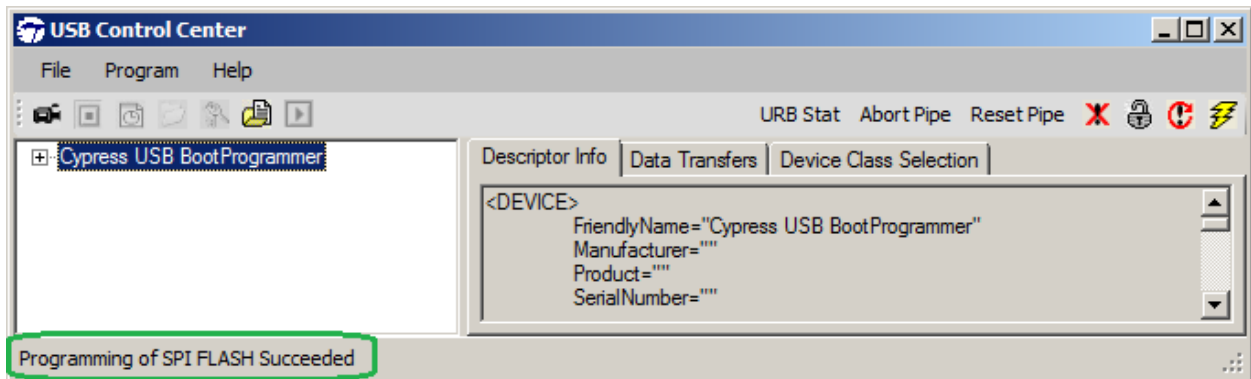 USB Control Center
File Program Help
URB Stat Abort Pipe Reset Pipe
Cypress USB BootProgrammer
Descriptor Info Data Transfers Device Class Selection
<DEVICE>
FriendlyName="Cypress USB BootProgrammer"
Manufacturer=""
Product=""
SerialNumber=""
Programming of SPI FLASH Succeeded